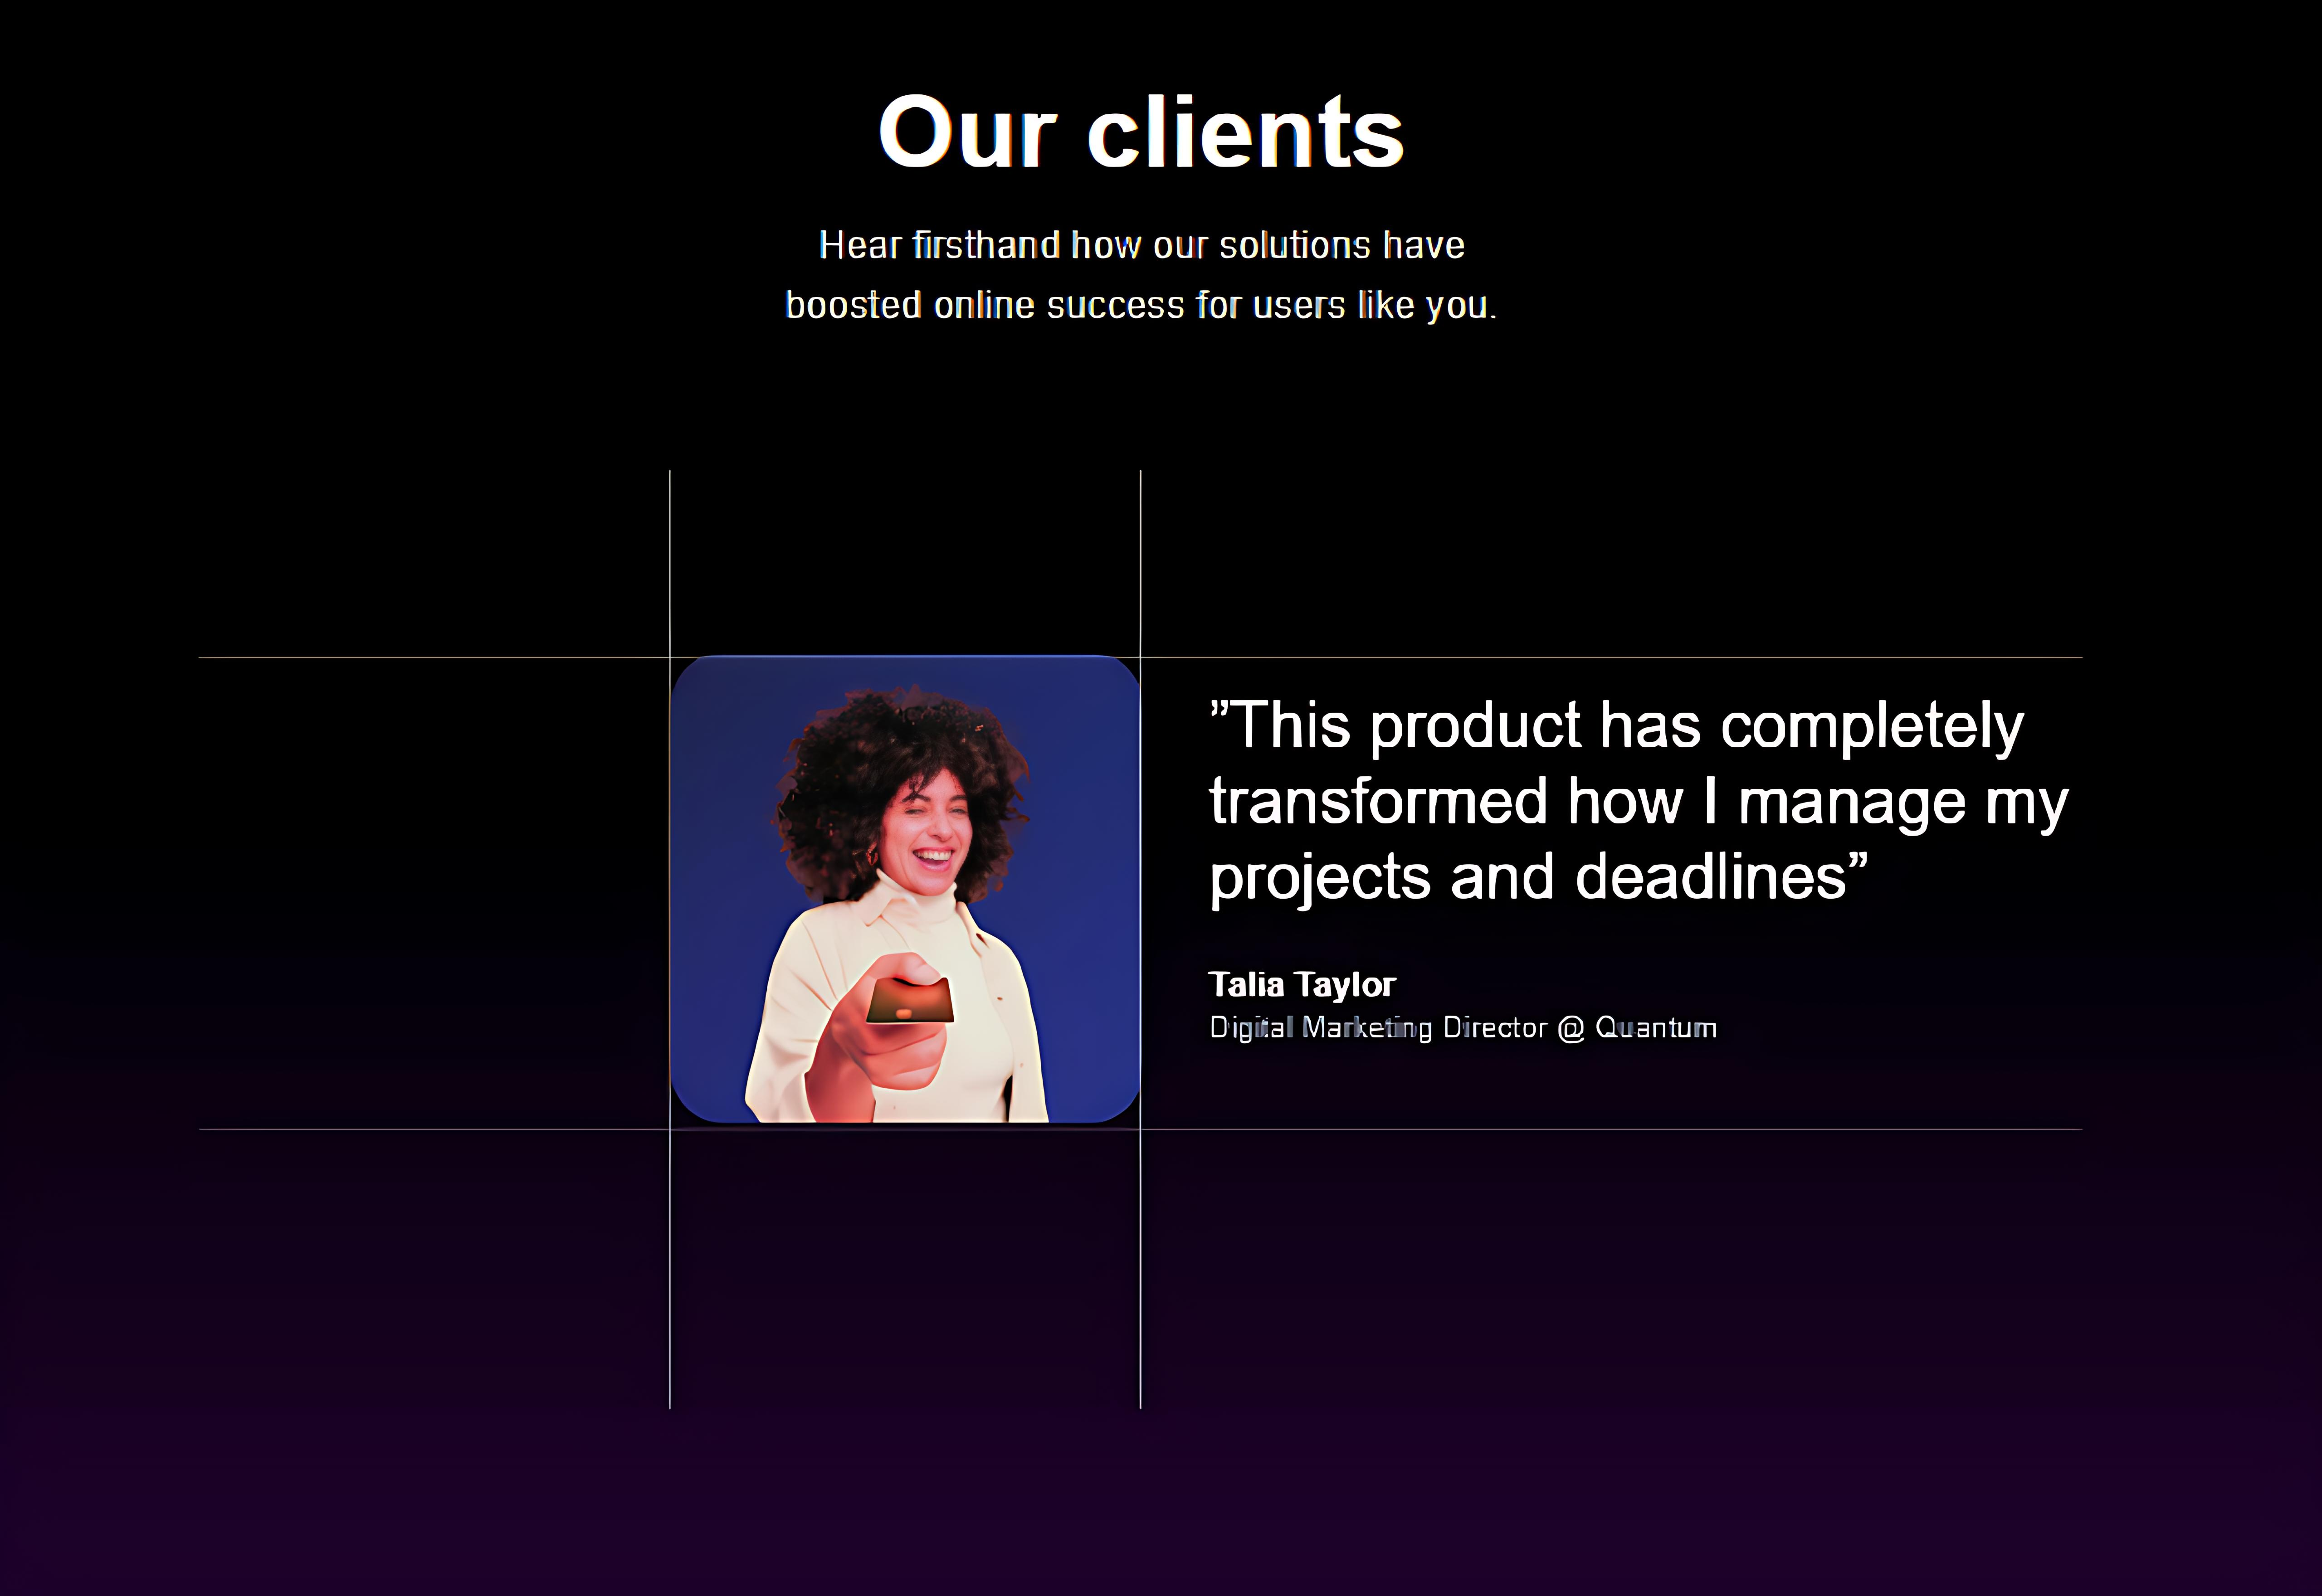 Our clients
Hear firsthand how our solutions have
boosted online success for users like you.
”This product has completely
transformed how I manage my
projects and deadlines”
Talia Taylor
Digital Marketing Director @ Quantum